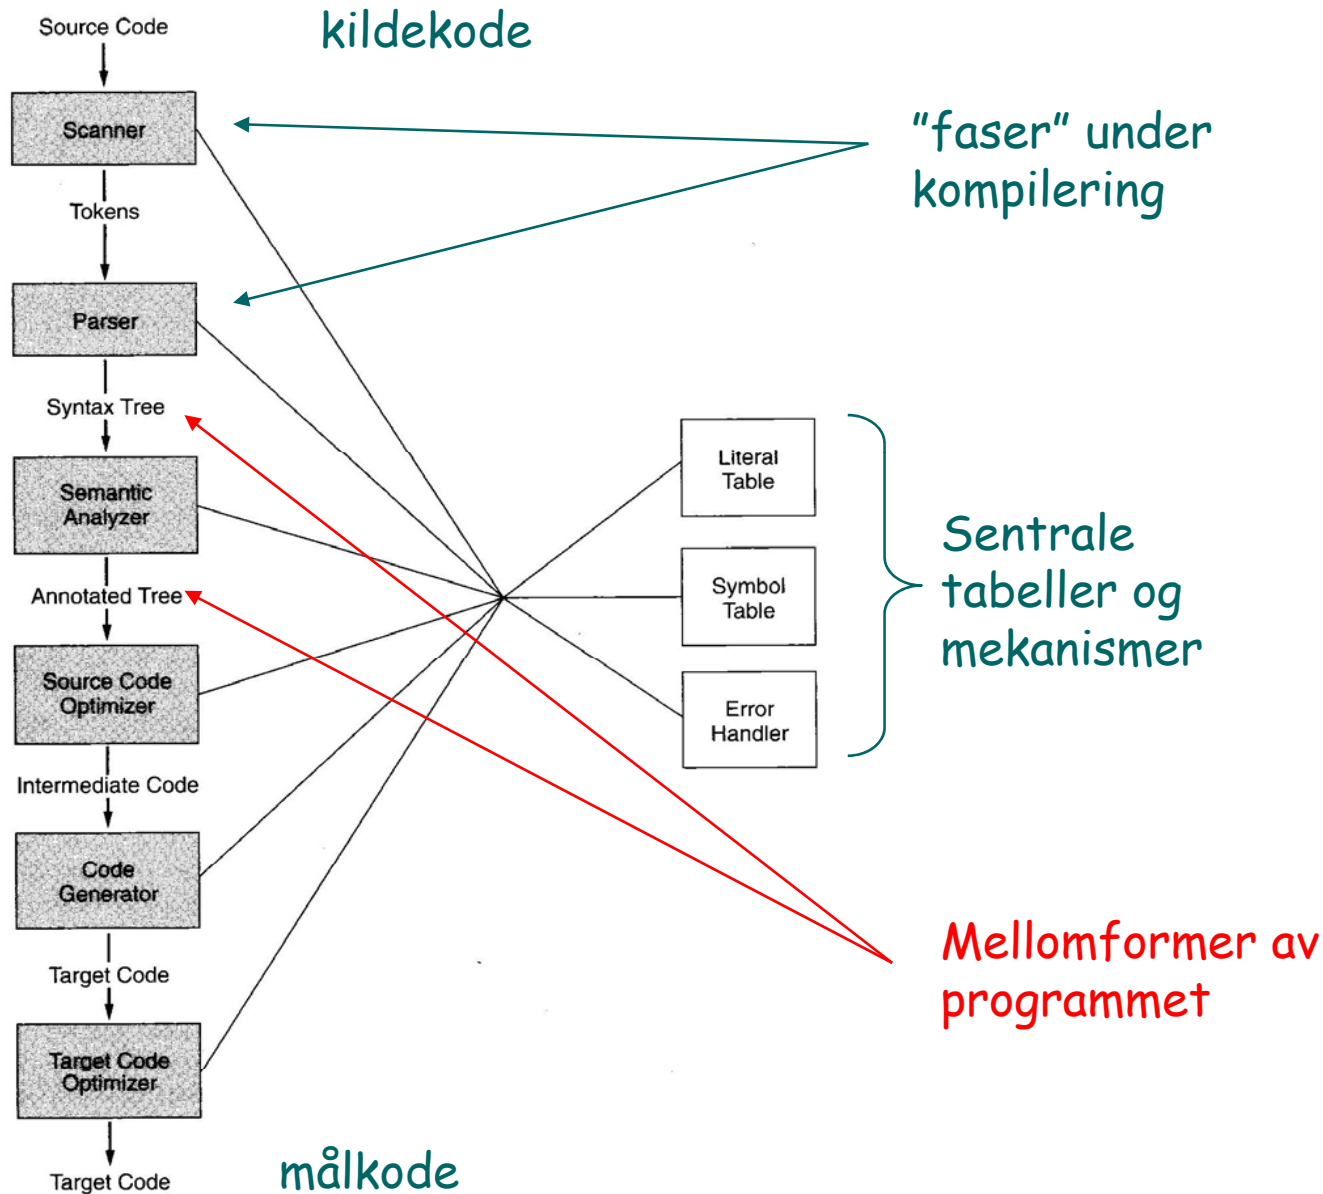 Source Code
kildekode
Scanner
”faser” under
kompilering
Tokens
Parser
Syntax Tree
Literal
Table
Semantic
Analyzer
Sentrale
tabeller og
mekanismer
Annotated Tree
Symbol
Table
Source Code
Optimizer
Error
Handler
Intermediate Code
Code
Generator
Mellomformer av
programmet
Target Code
Target Code
Optimizer
målkode
Target Code